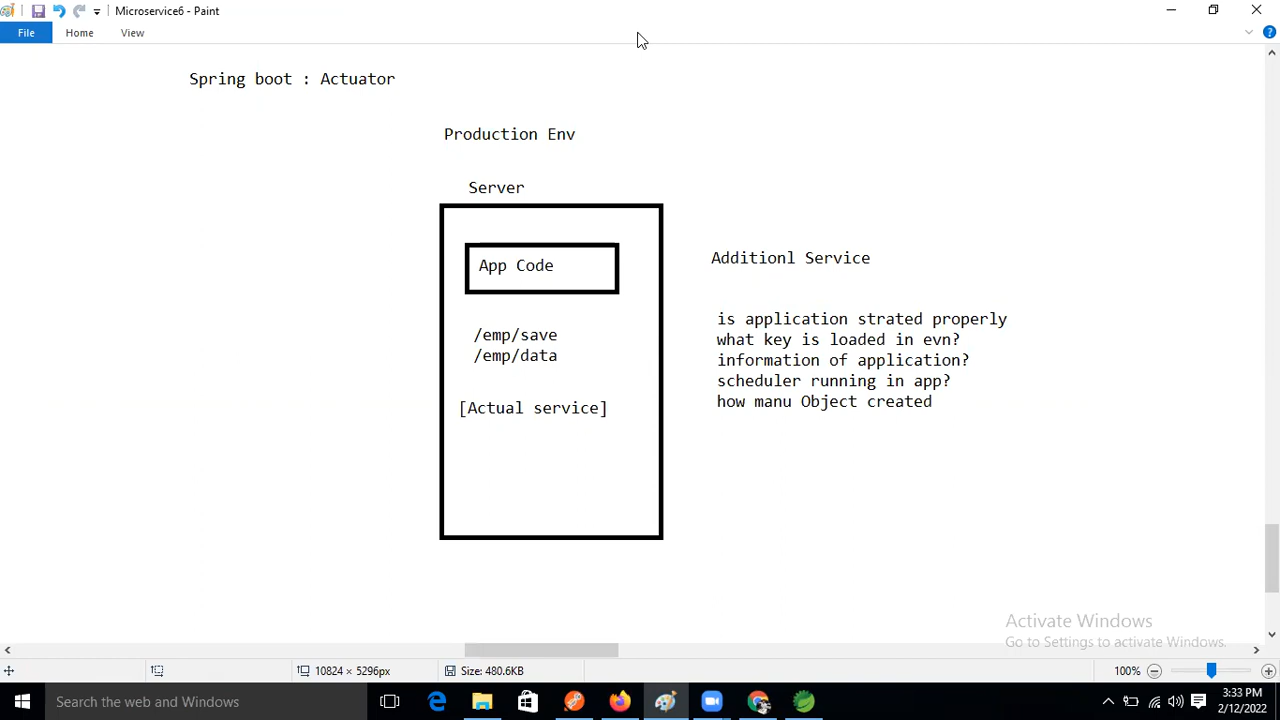 Microservice6 - Paint
File Home View
Spring boot : Actuator
Production Env
Server
App Code
/emp/save
/emp/data
[Actual service]
Additionl Service
is application strated properly
what key is loaded in evn?
information of application?
scheduler running in app?
how manu Object created
Activate Windows
Go to Settings to activate Windows.
10824 × 5296px
Size: 480.6KB
100%
Search the web and Windows
3:33 PM
2/12/2022